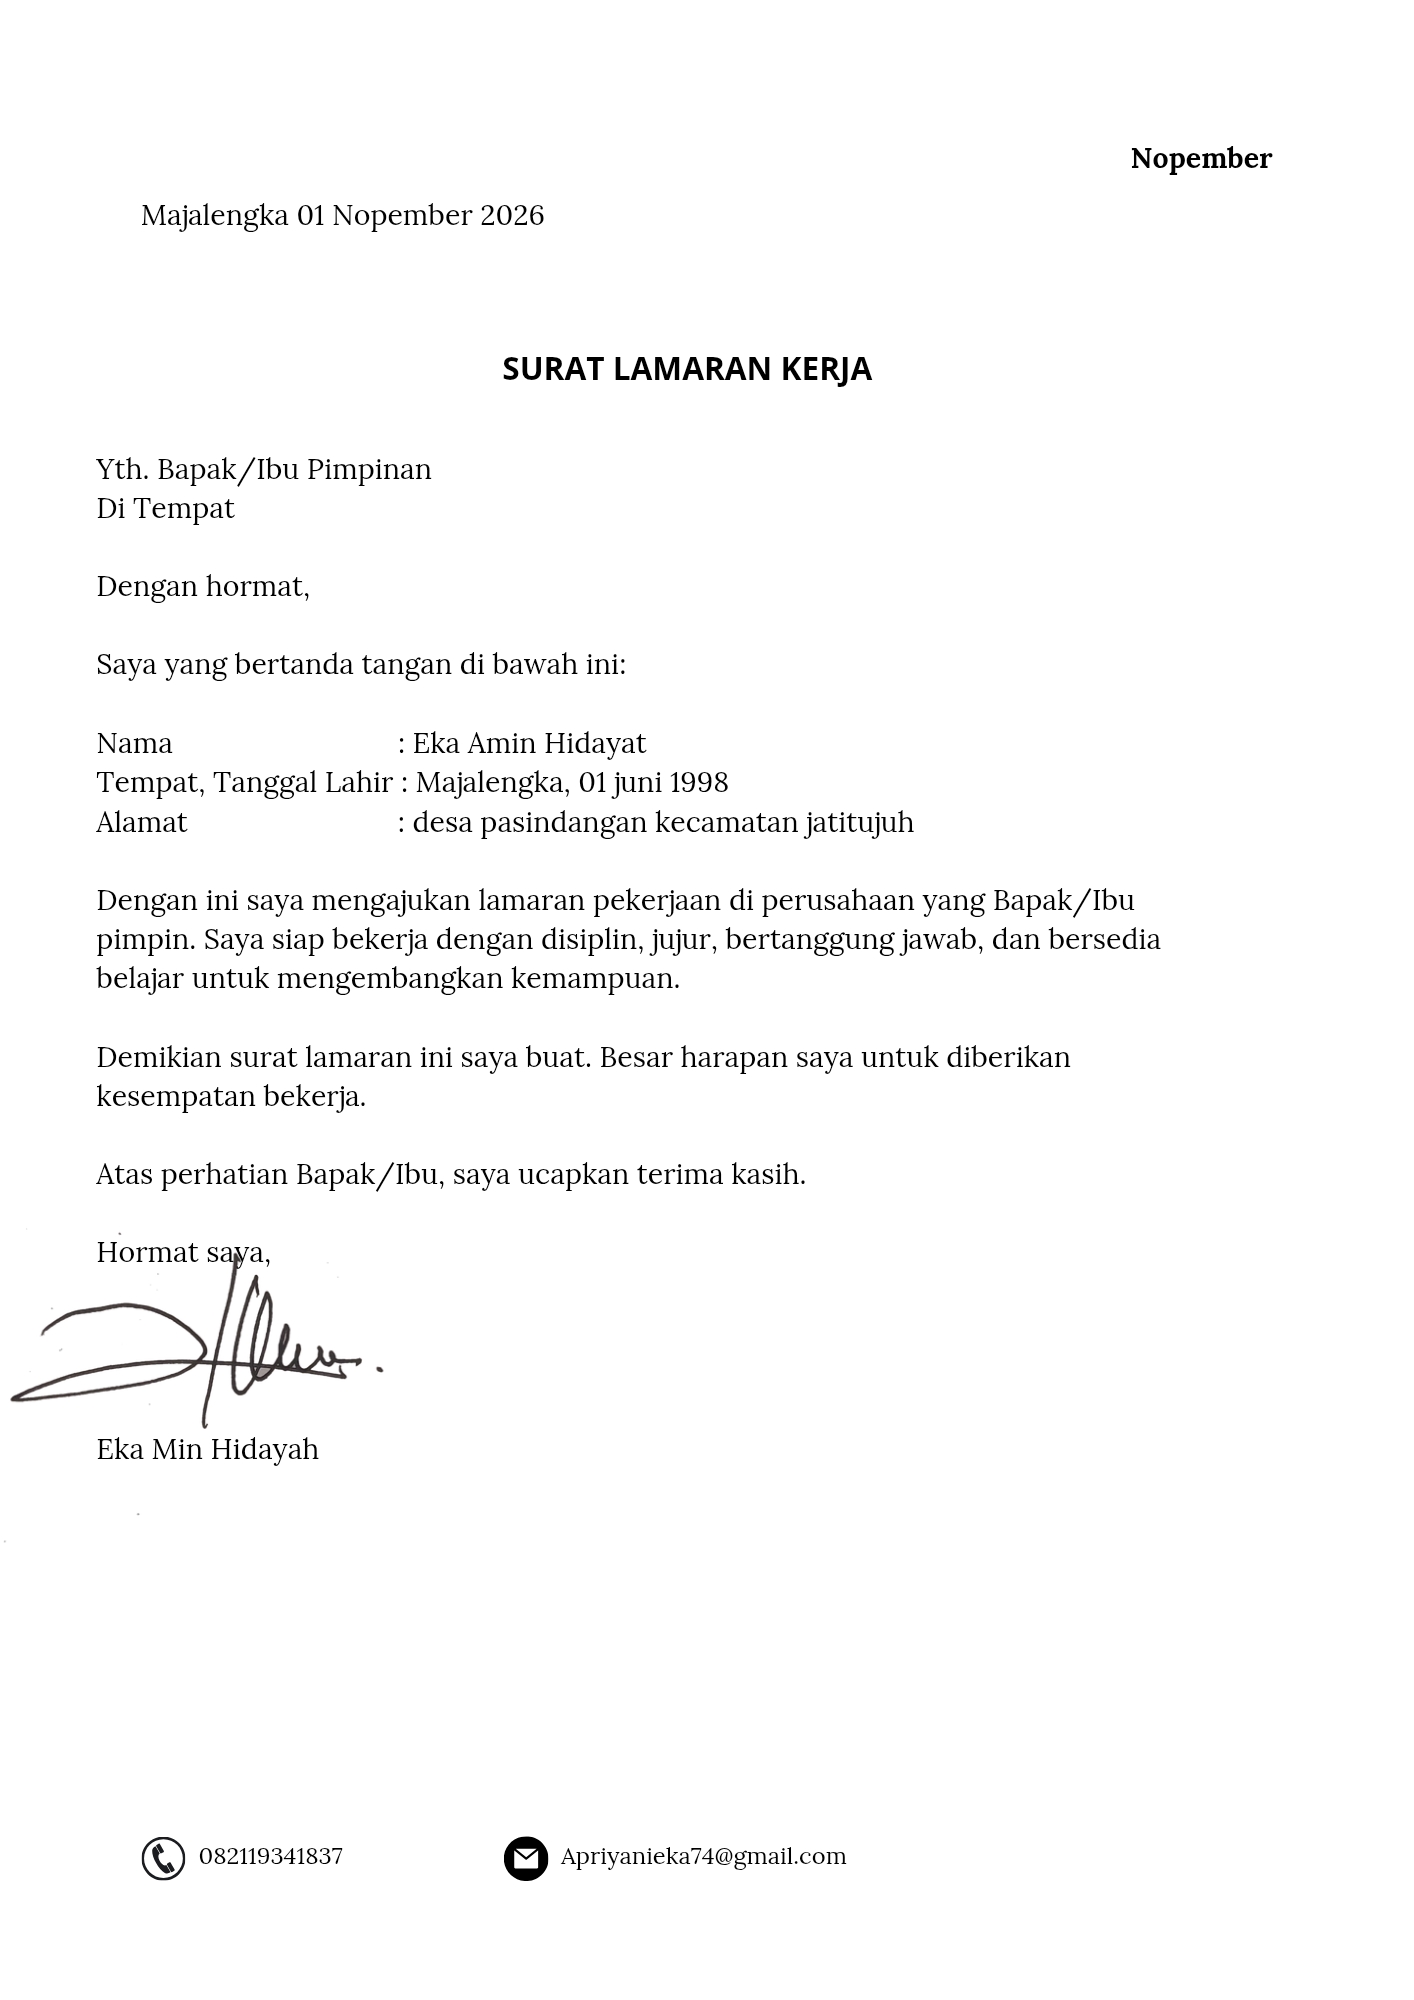 Nopember
Majalengka 01 Nopember 2026
SURAT LAMARAN KERJA
Yth. Bapak/Ibu Pimpinan
Di Tempat
Dengan hormat,
Saya yang bertanda tangan di bawah ini:
Nama : Eka Amin Hidayat
Tempat, Tanggal Lahir : Majalengka, 01 juni 1998
Alamat : desa pasindangan kecamatan jatitujuh
Dengan ini saya mengajukan lamaran pekerjaan di perusahaan yang Bapak/Ibu
pimpin. Saya siap bekerja dengan disiplin, jujur, bertanggung jawab, dan bersedia
belajar untuk mengembangkan kemampuan.
Demikian surat lamaran ini saya buat. Besar harapan saya untuk diberikan
kesempatan bekerja.
Atas perhatian Bapak/Ibu, saya ucapkan terima kasih.
Hormat saya,
Eka Min Hidayah
082119341837
Apriyanieka74@gmail.com